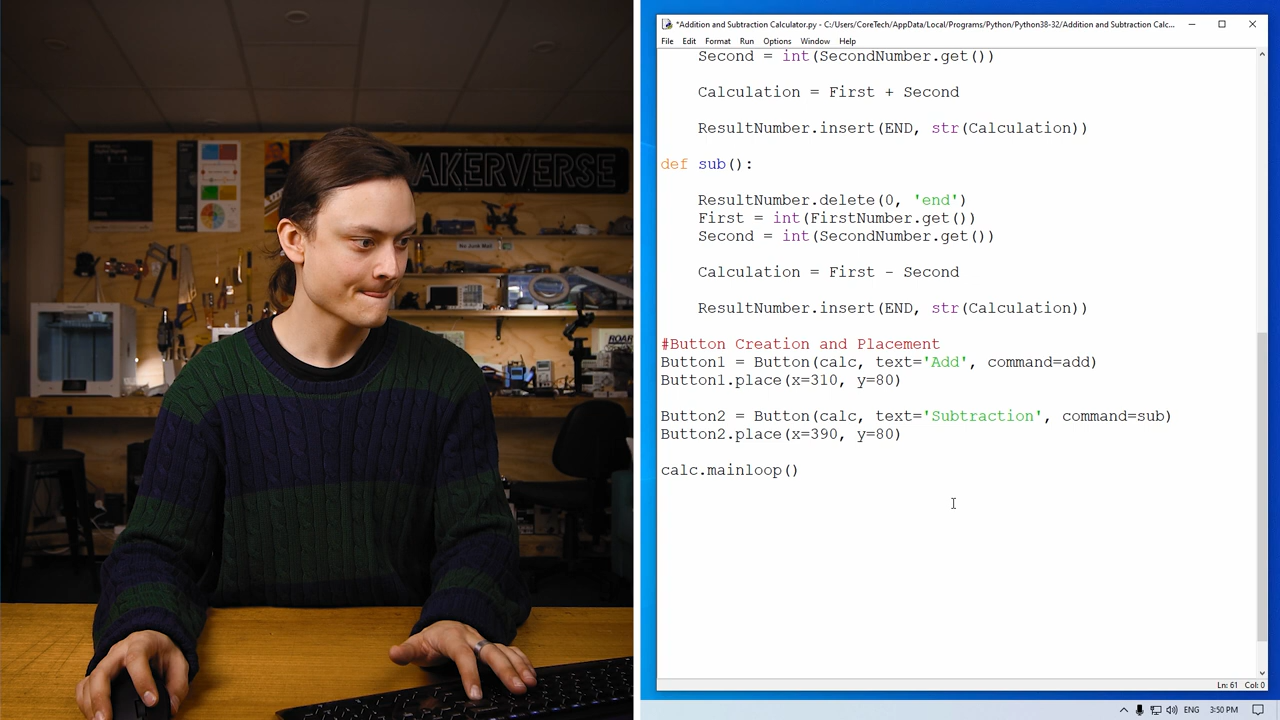 AKERVERSE
No Junk Mail
*Addition and Subtraction Calculator.py - C:/Users/CoreTech/AppData/Local/Programs/Python/Python38-32/Addition and Subtraction Calc...
File Edit Format Run Options Window Help
Second = int(SecondNumber.get())
Calculation = First + Second
ResultNumber.insert(END, str(Calculation))
def sub():
ResultNumber.delete(0, 'end')
First = int(FirstNumber.get())
Second = int(SecondNumber.get())
Calculation = First - Second
ResultNumber.insert(END, str(Calculation))
#Button Creation and Placement
Button1 = Button(calc, text='Add', command=add)
Button1.place(x=310, y=80)
Button2 = Button(calc, text='Subtraction', command=sub)
Button2.place(x=390, y=80)
calc.mainloop()
Ln: 61 Col: 0
ENG 3:50 PM